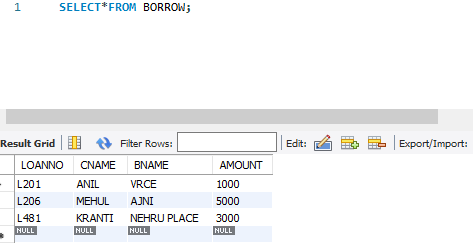 1 SELECT*FROM BORROW;
Result Grid Filter Rows: Edit: Export/Import:
LOANNO CNAME BNAME AMOUNT
L201 ANIL VRCE 1000
L206 MEHUL AJNI 5000
L481 KRANTI NEHRU PLACE 3000
NULL NULL NULL NULL